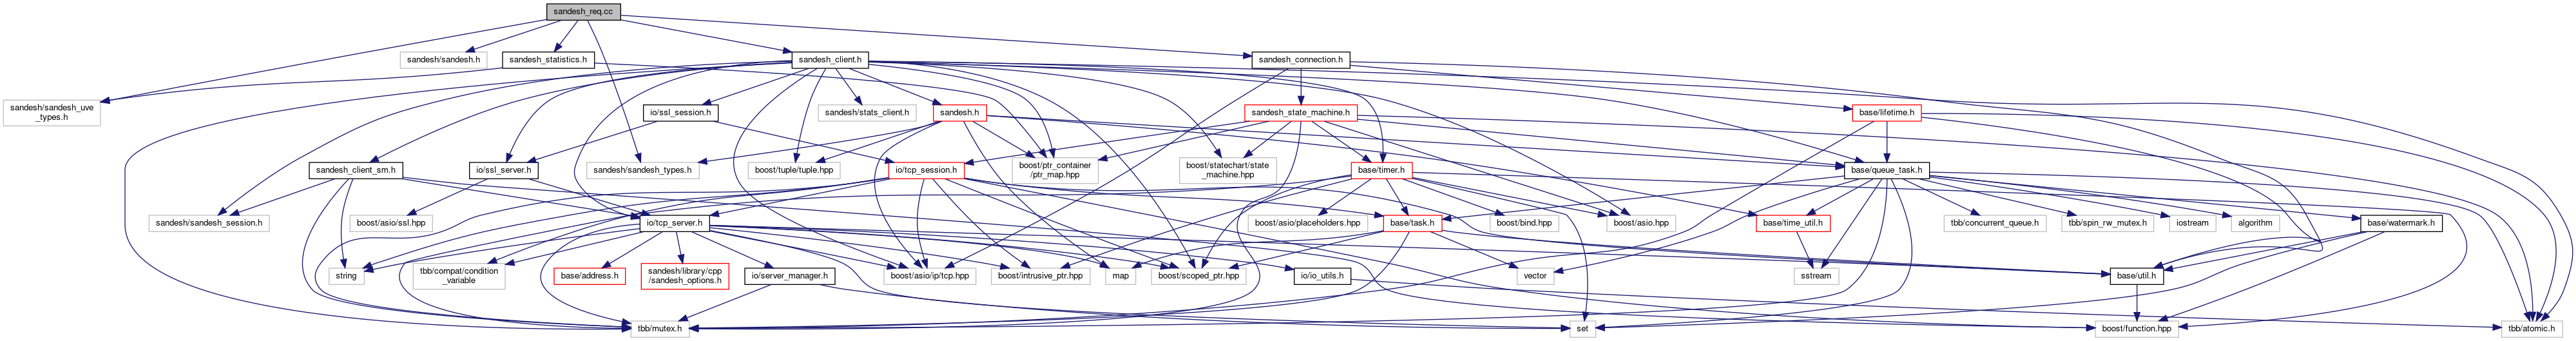 sandesh_req.cc
sandesh/sandesh.h
sandesh_statistics.h
sandesh_client.h
sandesh_connection.h
sandesh/sandesh_uve
_types.h
io/ssl_session.h
sandesh/stats_client.h
sandesh.h
sandesh_state_machine.h
base/lifetime.h
sandesh_client_sm.h
io/ssl_server.h
sandesh/sandesh_types.h
boost/tuple/tuple.hpp
io/tcp_session.h
boost/ptr_container
/ptr_map.hpp
boost/statechart/state
_machine.hpp
base/timer.h
base/queue_task.h
sandesh/sandesh_session.h
boost/asio/ssl.hpp
io/tcp_server.h
boost/asio/placeholders.hpp
base/task.h
boost/bind.hpp
boost/asio.hpp
base/time_util.h
tbb/concurrent_queue.h
tbb/spin_rw_mutex.h
iostream
algorithm
base/watermark.h
string
tbb/compat/condition
_variable
base/address.h
sandesh/library/cpp
/sandesh_options.h
io/server_manager.h
boost/asio/ip/tcp.hpp
boost/intrusive_ptr.hpp
map
boost/scoped_ptr.hpp
io/io_utils.h
vector
sstream
base/util.h
tbb/mutex.h
set
boost/function.hpp
tbb/atomic.h